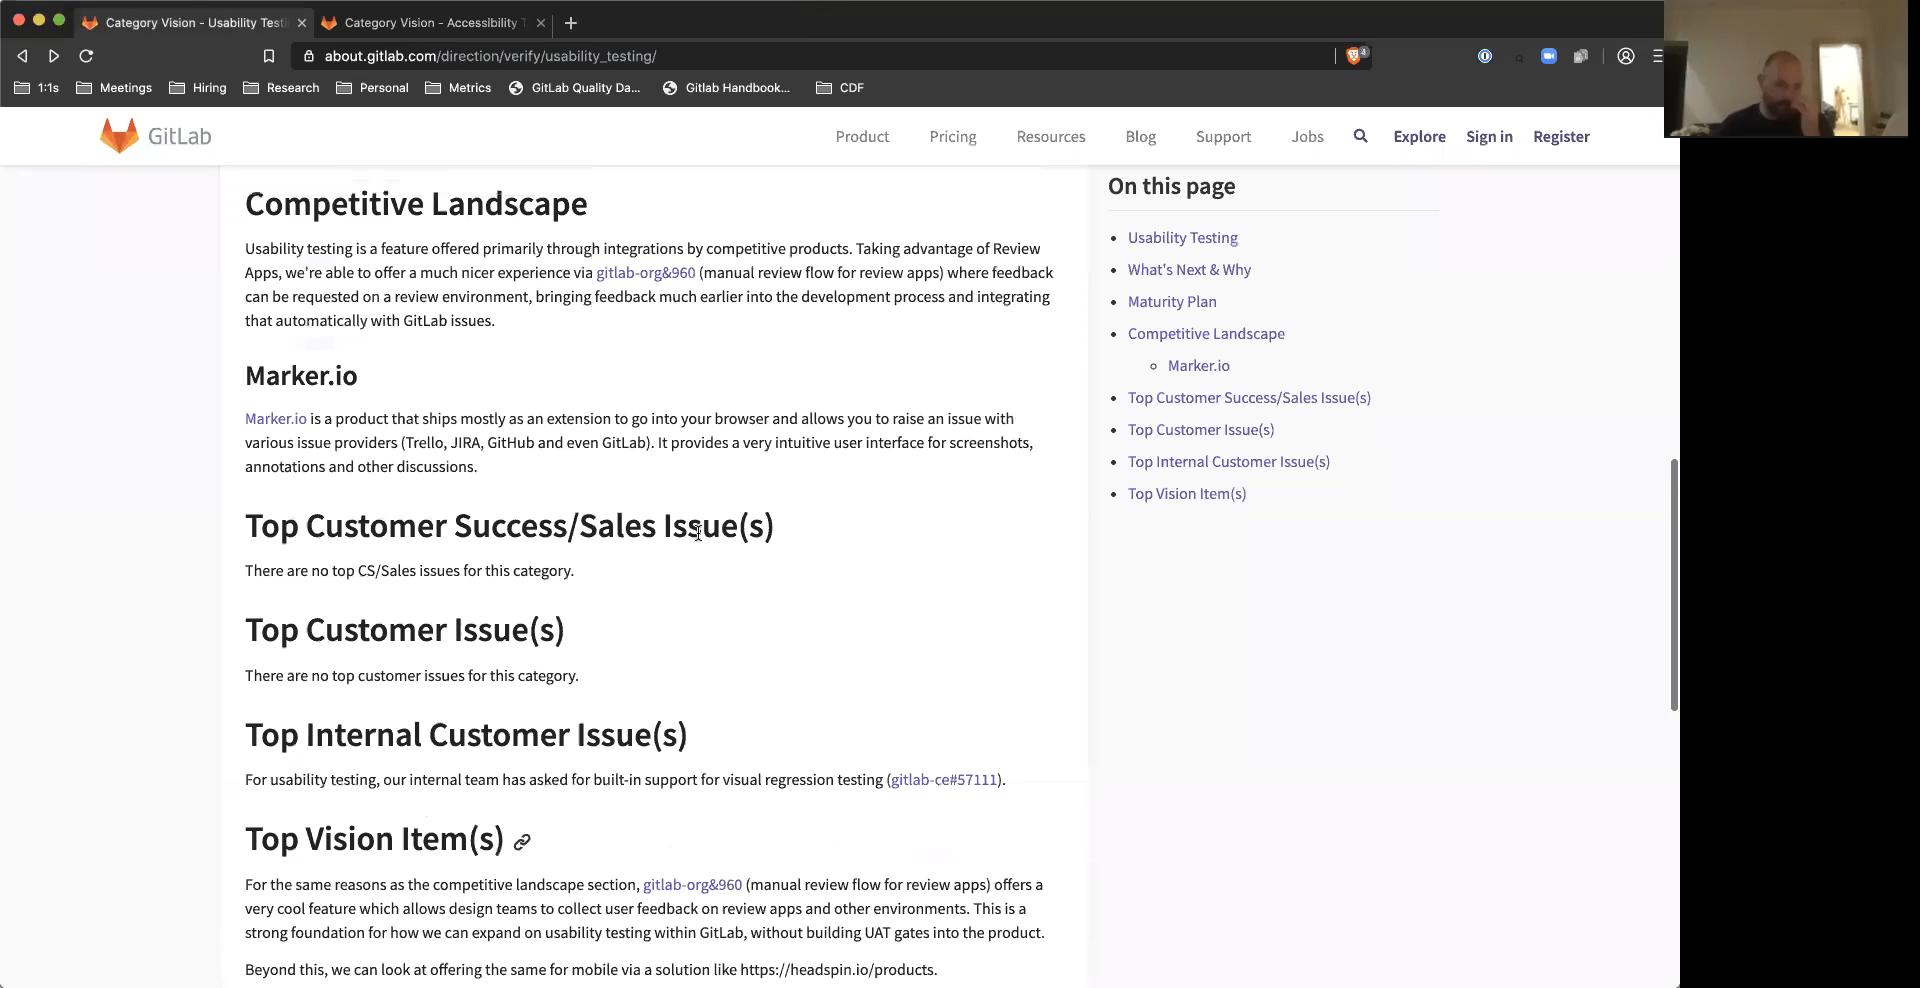 Category Vision - Usability Testi
Category Vision - Accessibility T
about.gitlab.com/direction/verify/usability_testing/
4
1:1s
Meetings
Hiring
Research
Personal
Metrics
GitLab Quality Da...
Gitlab Handbook...
CDF
GitLab
Product
Pricing
Resources
Blog
Support
Jobs
Explore
Sign in
Register
Competitive Landscape
Usability testing is a feature offered primarily through integrations by competitive products. Taking advantage of Review
Apps, we're able to offer a much nicer experience via gitlab-org&960 (manual review flow for review apps) where feedback
can be requested on a review environment, bringing feedback much earlier into the development process and integrating
that automatically with GitLab issues.
Marker.io
Marker.io is a product that ships mostly as an extension to go into your browser and allows you to raise an issue with
various issue providers (Trello, JIRA, GitHub and even GitLab). It provides a very intuitive user interface for screenshots,
annotations and other discussions.
Top Customer Success/Sales Issue(s)
There are no top CS/Sales issues for this category.
Top Customer Issue(s)
There are no top customer issues for this category.
Top Internal Customer Issue(s)
For usability testing, our internal team has asked for built-in support for visual regression testing (gitlab-ce#57111).
Top Vision Item(s)
For the same reasons as the competitive landscape section, gitlab-org&960 (manual review flow for review apps) offers a
very cool feature which allows design teams to collect user feedback on review apps and other environments. This is a
strong foundation for how we can expand on usability testing within GitLab, without building UAT gates into the product.
Beyond this, we can look at offering the same for mobile via a solution like https://headspin.io/products.
On this page
Usability Testing
What's Next & Why
Maturity Plan
Competitive Landscape
Marker.io
Top Customer Success/Sales Issue(s)
Top Customer Issue(s)
Top Internal Customer Issue(s)
Top Vision Item(s)